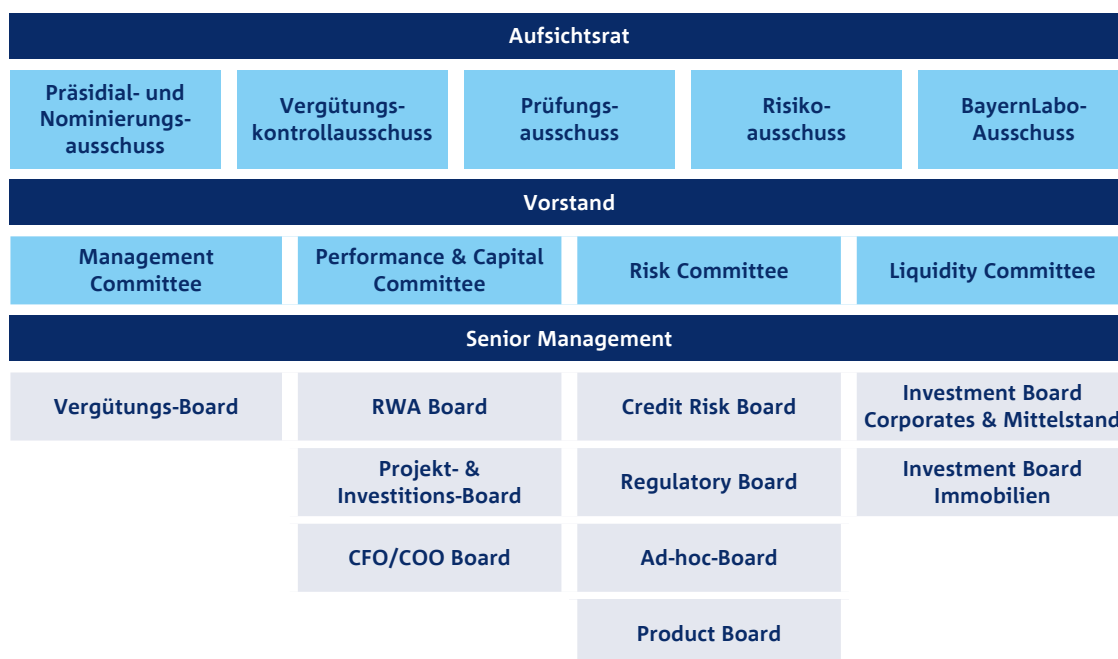 Aufsichtsrat
Präsidial- und
Nominierungs-
ausschuss
Vergütungs-
kontrollausschuss
Prüfungs-
ausschuss
Risiko-
ausschuss
BayernLabo-
Ausschuss
Vorstand
Management
Committee
Performance & Capital
Committee
Risk Committee
Liquidity Committee
Senior Management
Vergütungs-Board
RWA Board
Credit Risk Board
Investment Board
Corporates & Mittelstand
Projekt- &
Investitions-Board
Regulatory Board
Investment Board
Immobilien
CFO/COO Board
Ad-hoc-Board
Product Board